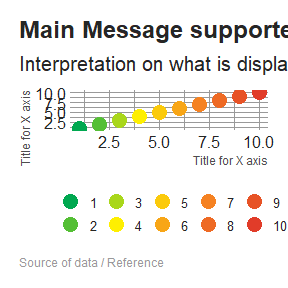 Main Message supporte
Interpretation on what is displa
Title for X axis
10.0
7.5
5.0
2.5
2.5 5.0 7.5 10.0
Title for X axis
1 3 5 7 9
2 4 6 8 10
Source of data / Reference